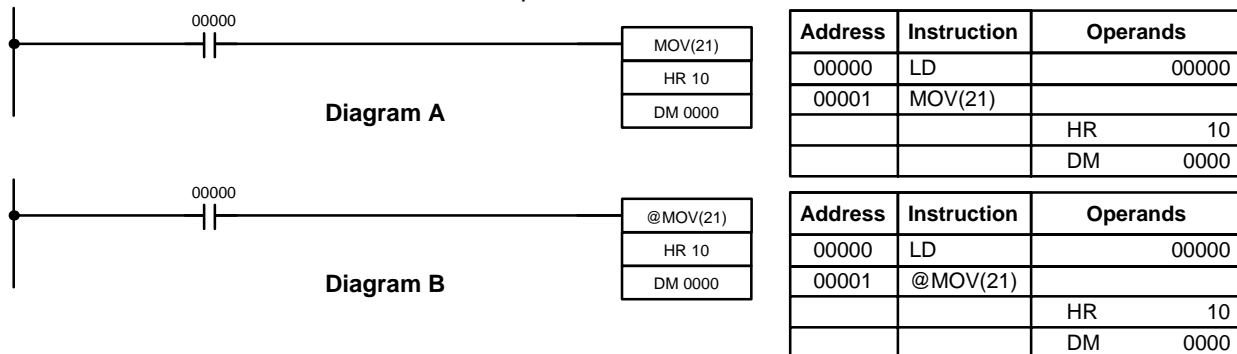 00000
MOV(21)
HR 10
DM 0000
Diagram A
Address Instruction Operands
00000 LD 00000
00001 MOV(21)
HR 10
DM 0000
00000
@MOV(21)
HR 10
DM 0000
Diagram B
Address Instruction Operands
00000 LD 00000
00001 @MOV(21)
HR 10
DM 0000